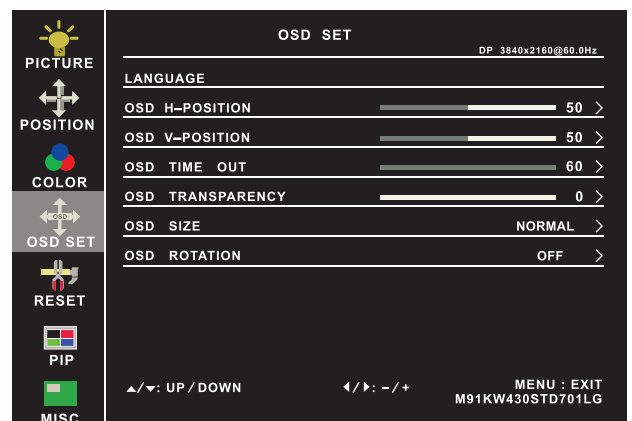 PICTURE
POSITION
COLOR
OSD
OSD SET
RESET
PIP
MISC
OSD SET
DP 3840x2160@60.0Hz
LANGUAGE
OSD H–POSITION 50 >
OSD V–POSITION 50 >
OSD TIME OUT 60 >
OSD TRANSPARENCY 0 >
OSD SIZE NORMAL >
OSD ROTATION OFF >
▲/▼: UP / DOWN ◀/▶: – / + MENU : EXIT
M91KW430STD701LG